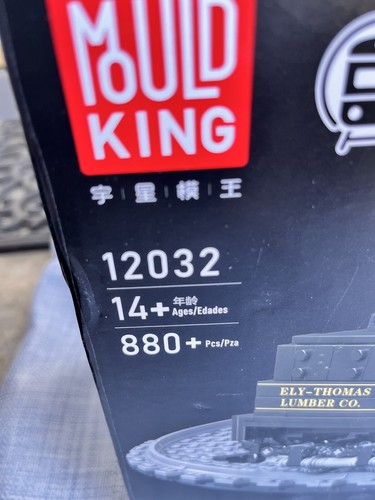 MOULD
KING
宇星模王
12032
14+ 年龄 Ages/Edades
880+ Pcs/Pza
ELY-THOMAS
LUMBER CO.